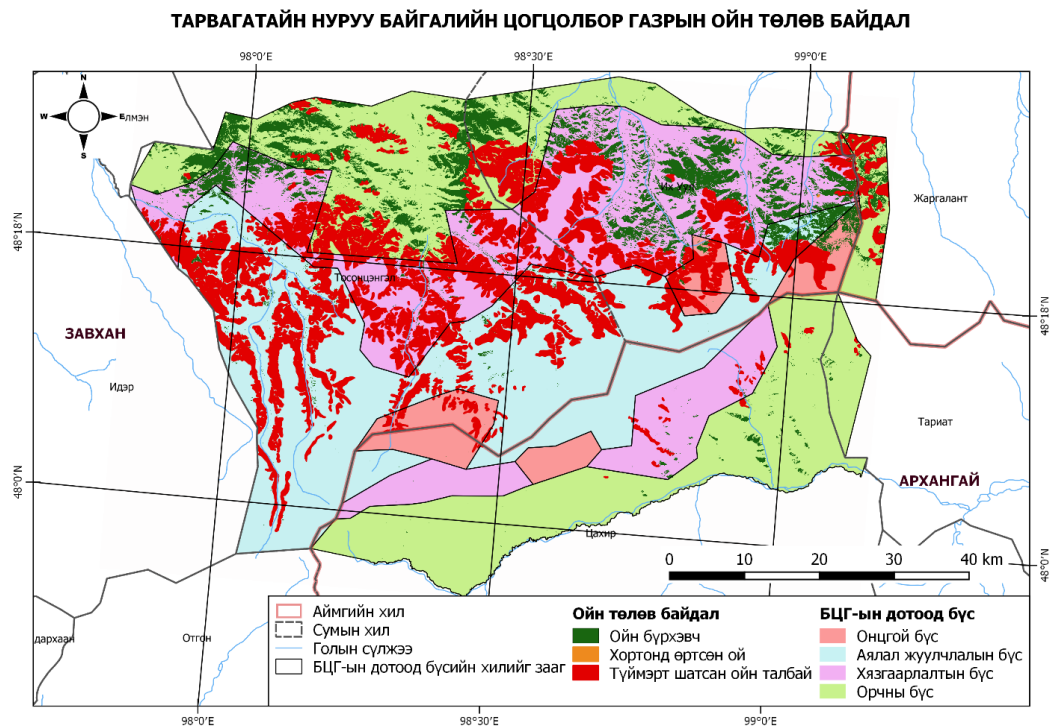 ТАРВАГАТАЙН НУРУУ БАЙГАЛИЙН ЦОГЦОЛБОР ГАЗРЫН ОЙН ТӨЛӨВ БАЙДАЛ
98°0′E
98°30′E
99°0′E
N
W
E
S
лмэн
Их Уул
Жаргалант
48°18′N
48°18′N
Тосонцэнгэл
ЗАВХАН
Идэр
Тариат
АРХАНГАЙ
48°0′N
48°0′N
Цахир
0 10 20 30 40 km
дархаан
Отгон
Аймгийн хил
Сумын хил
Голын сүлжээ
БЦГ-ын дотоод бүсийн хилийг зааг
Ойн төлөв байдал
Ойн бүрхэвч
Хортонд өртсөн ой
Түймэрт шатсан ойн талбай
БЦГ-ын дотоод бүс
Онцгой бүс
Аялал жуулчлалын бүс
Хязгаарлалтын бүс
Орчны бүс
98°0′E
98°30′E
99°0′E